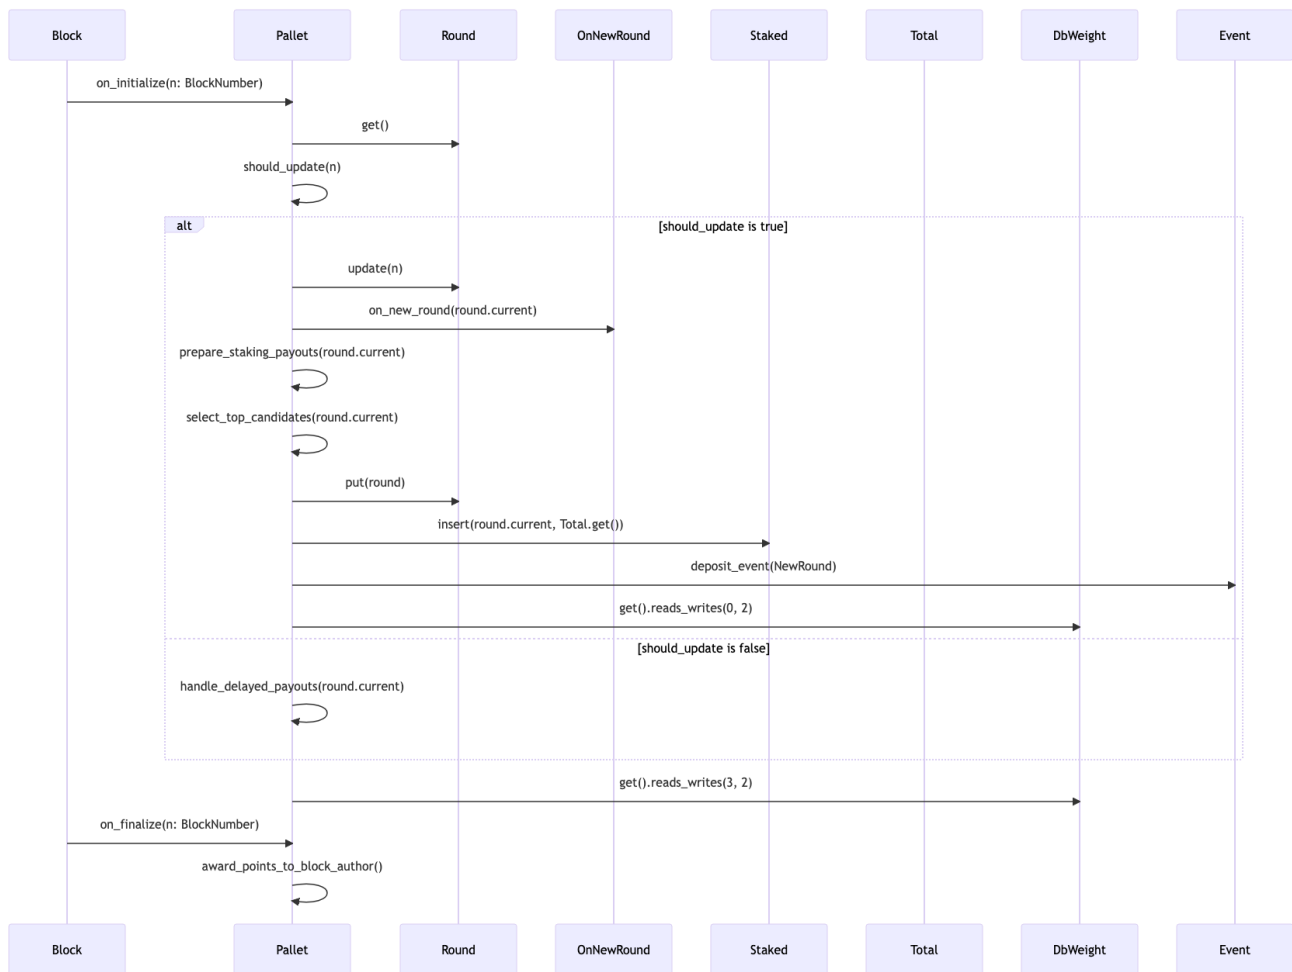 Block
Pallet
Round
OnNewRound
Staked
Total
DbWeight
Event
on_initialize(n: BlockNumber)
get()
should_update(n)
alt
[should_update is true]
update(n)
on_new_round(round.current)
prepare_staking_payouts(round.current)
select_top_candidates(round.current)
put(round)
insert(round.current, Total.get())
deposit_event(NewRound)
get().reads_writes(0, 2)
[should_update is false]
handle_delayed_payouts(round.current)
get().reads_writes(3, 2)
on_finalize(n: BlockNumber)
award_points_to_block_author()
Block
Pallet
Round
OnNewRound
Staked
Total
DbWeight
Event